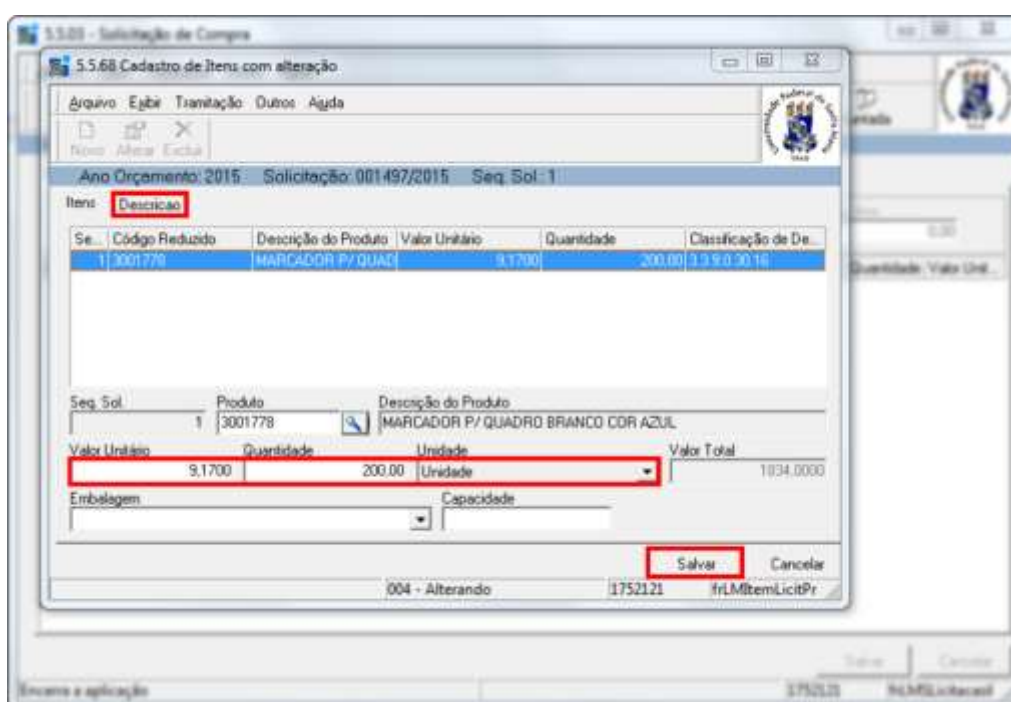 5.5.03 - Solicitação de Compra
5.5.68 Cadastro de Itens com alteração
Arquivo Exibir Tramitação Outros Ajuda
Novo Alterar Excluir
Ano Orçamento: 2015 Solicitação: 001497/2015 Seq. Sol.: 1
Itens Descricao
Se... Código Reduzido Descrição do Produto Valor Unitário Quantidade Classificação de De...
1 3001778 MARCADOR P/ QUAD 9,1700 200,00 3.3.9.0.30.16
0,00
Quantidade Valor Unit...
Seq. Sol. Produto Descrição do Produto
1 3001778 MARCADOR P/ QUADRO BRANCO COR AZUL
Valor Unitário Quantidade Unidade Valor Total
9,1700 200,00 Unidade 1034.0000
Embalagem Capacidade
Salvar Cancelar
004 - Alterando 1752121 frLMItemLicitPr
Salvar Cancelar
Encerra a aplicação 1752121